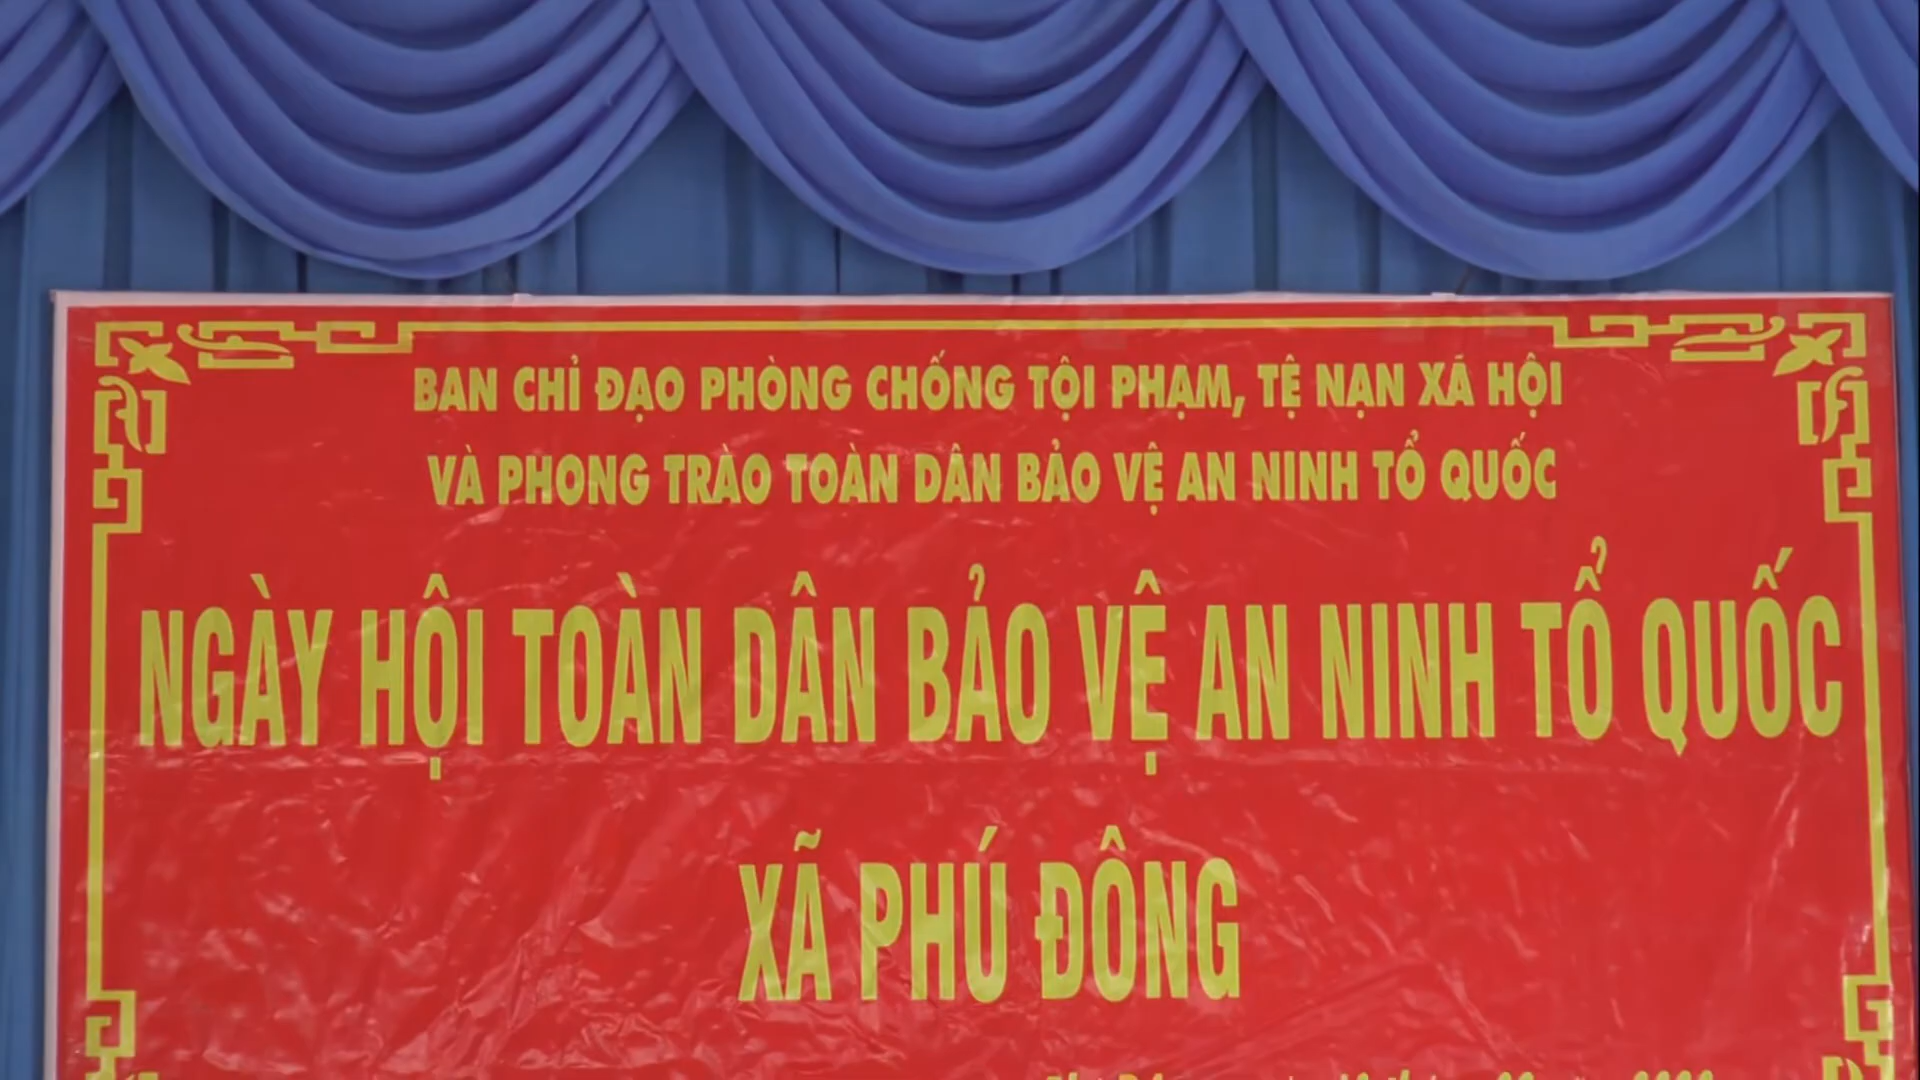 BAN CHỈ ĐẠO PHÒNG CHỐNG TỘI PHẠM, TỆ NẠN XÃ HỘI
VÀ PHONG TRÀO TOÀN DÂN BẢO VỆ AN NINH TỔ QUỐC
NGÀY HỘI TOÀN DÂN BẢO VỆ AN NINH TỔ QUỐC
XÃ PHÚ ĐÔNG